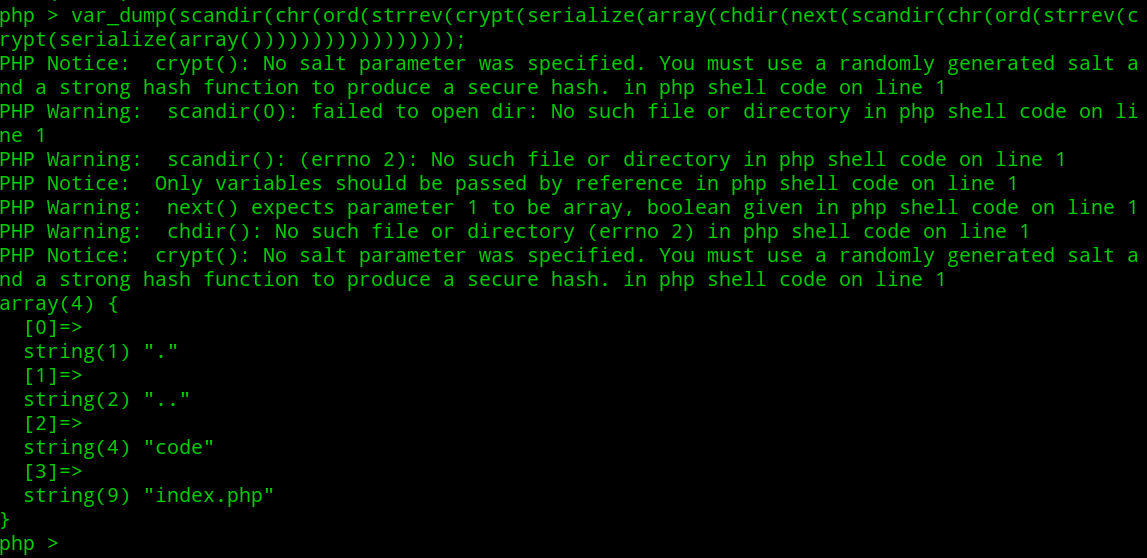 php > var_dump(scandir(chr(ord(strrev(crypt(serialize(array(chdir(next(scandir(chr(ord(strrev(c
rypt(serialize(array())))))))))))))))));
PHP Notice:  crypt(): No salt parameter was specified. You must use a randomly generated salt a
nd a strong hash function to produce a secure hash. in php shell code on line 1
PHP Warning:  scandir(0): failed to open dir: No such file or directory in php shell code on li
ne 1
PHP Warning:  scandir(): (errno 2): No such file or directory in php shell code on line 1
PHP Notice:  Only variables should be passed by reference in php shell code on line 1
PHP Warning:  next() expects parameter 1 to be array, boolean given in php shell code on line 1
PHP Warning:  chdir(): No such file or directory (errno 2) in php shell code on line 1
PHP Notice:  crypt(): No salt parameter was specified. You must use a randomly generated salt a
nd a strong hash function to produce a secure hash. in php shell code on line 1
array(4) {
  [0]=>
  string(1) "."
  [1]=>
  string(2) ".."
  [2]=>
  string(4) "code"
  [3]=>
  string(9) "index.php"
}
php >